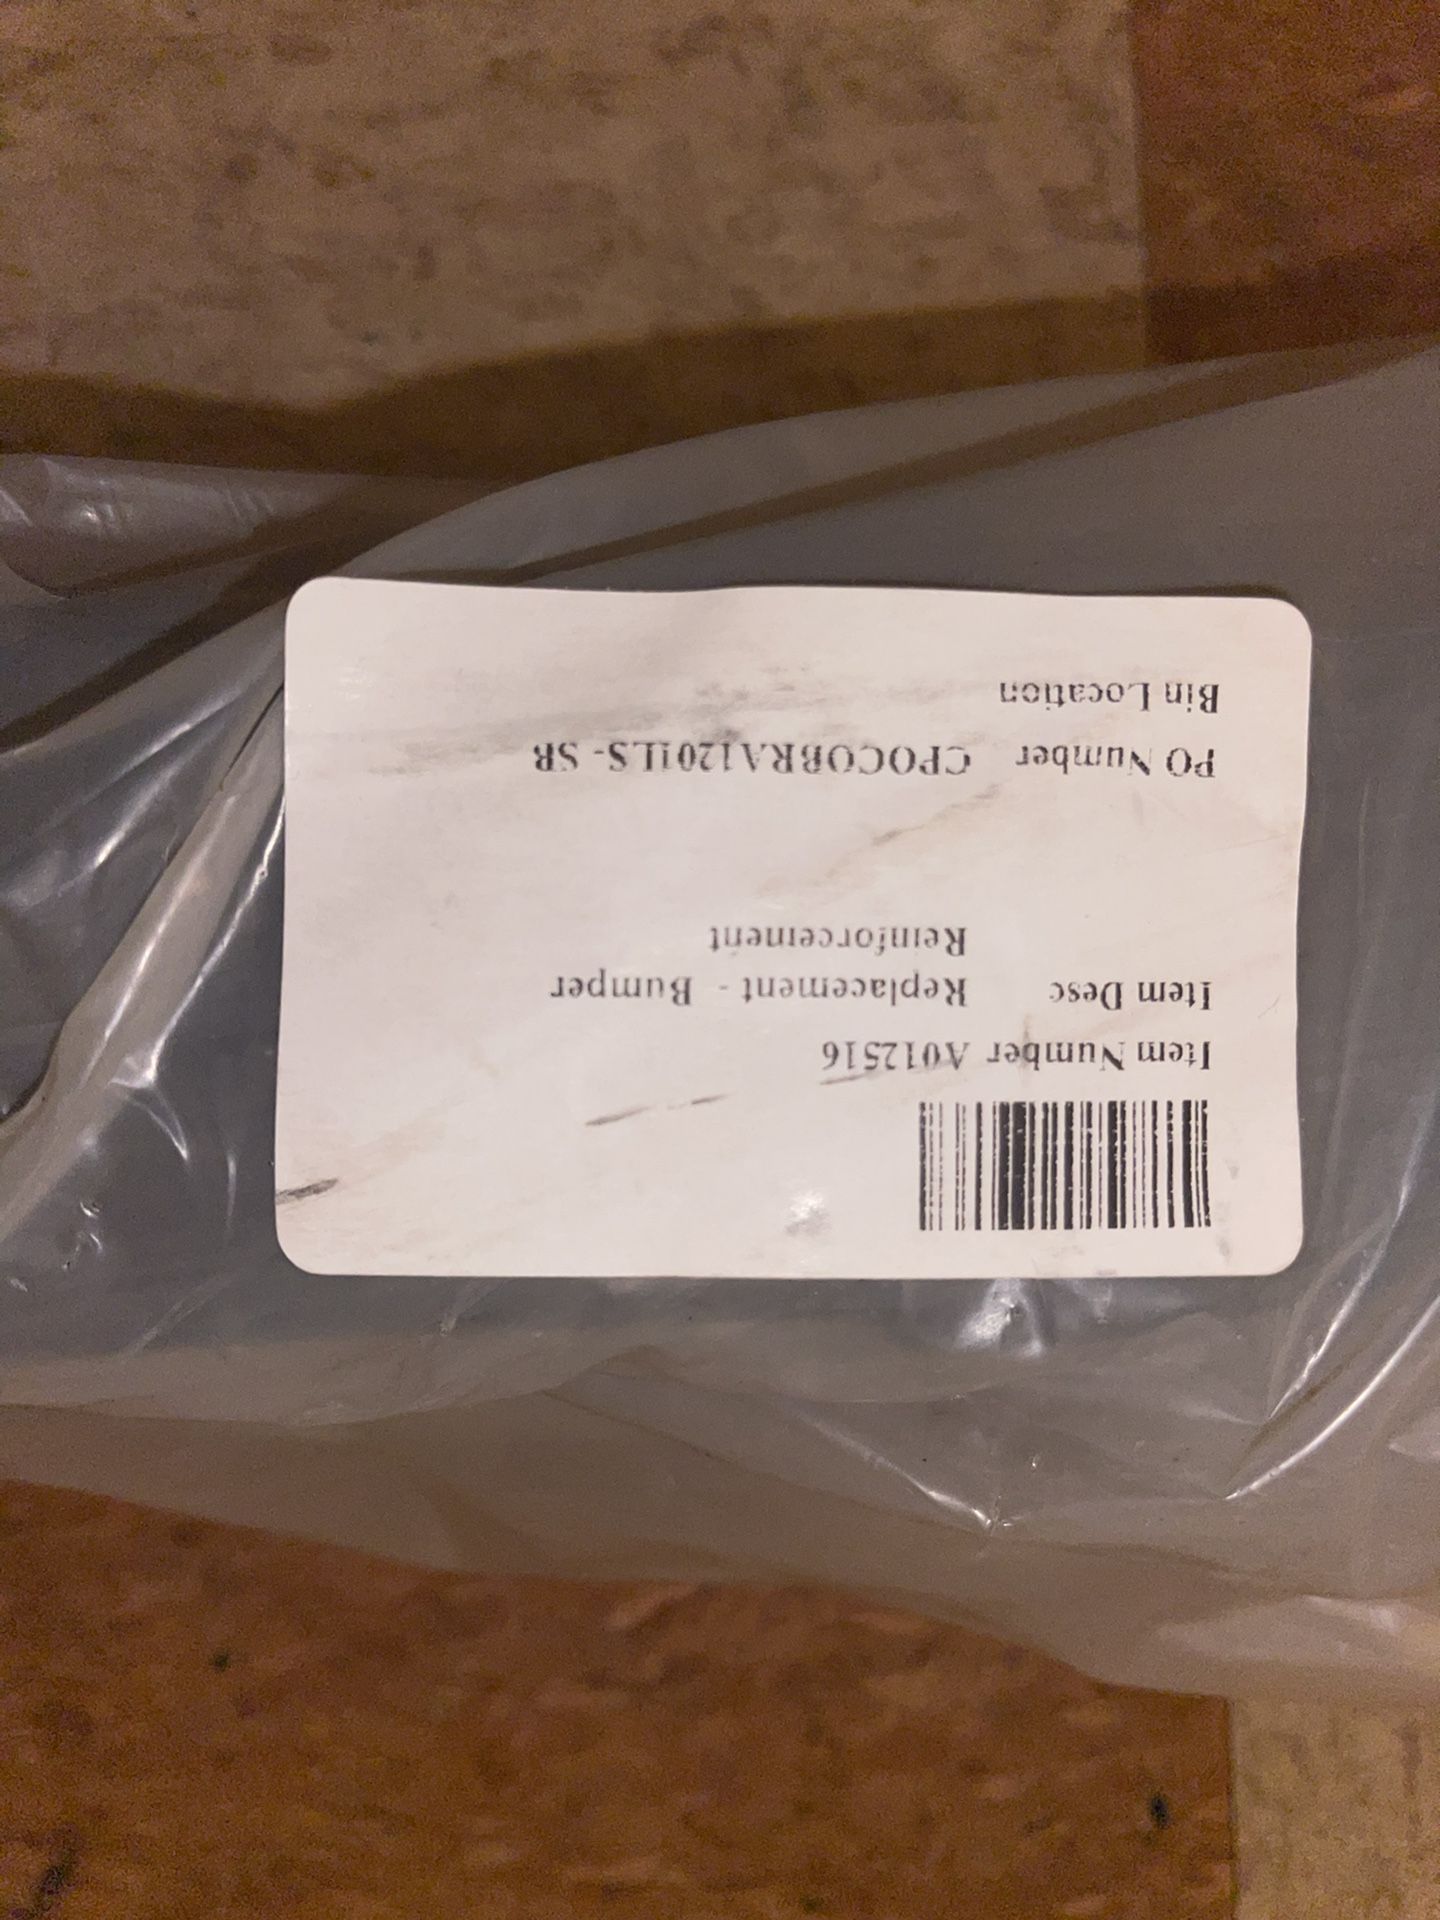 Item Number A012516
Item Desc Replacement - Bumper
Reinforcement
PO Number CPOCOBRA1201LS- SR
Bin Location